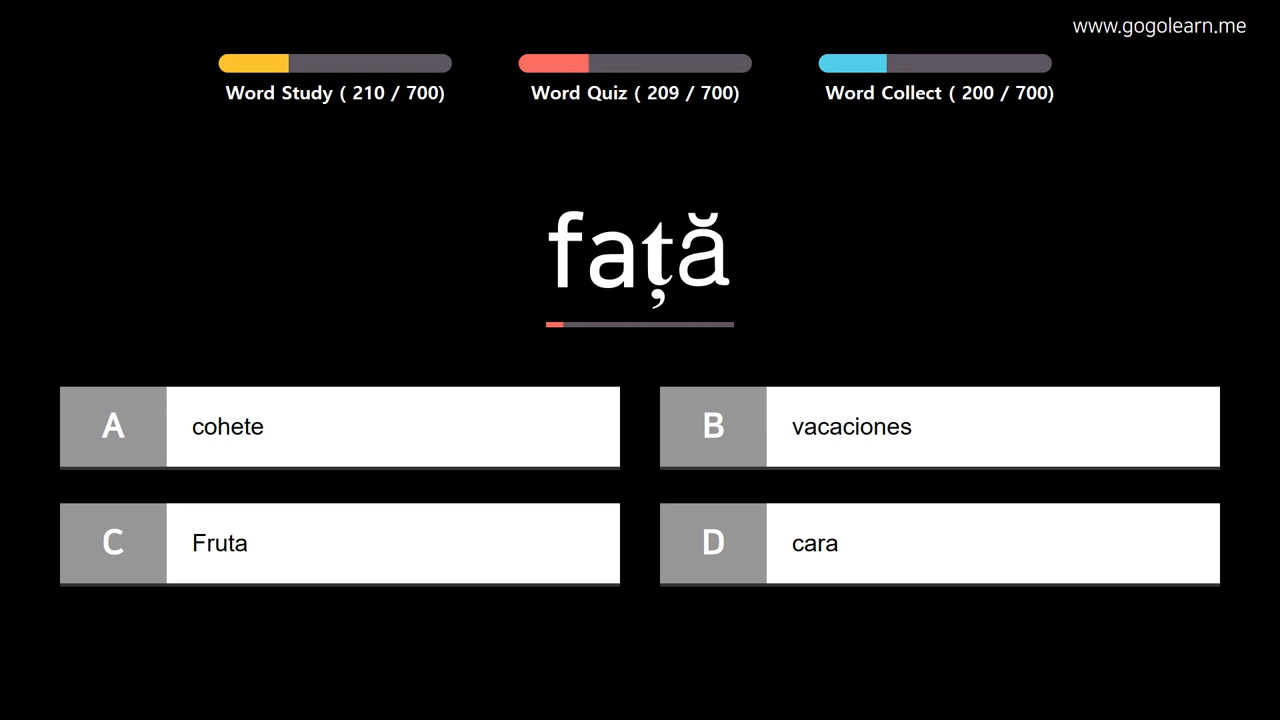 www.gogolearn.me
Word Study ( 210 / 700)
Word Quiz ( 209 / 700)
Word Collect ( 200 / 700)
față
A cohete
B vacaciones
C Fruta
D cara